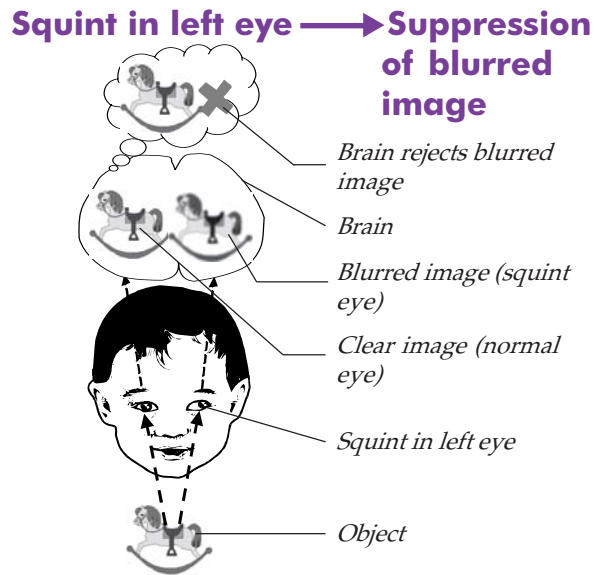 Squint in left eye Suppression
of blurred
image
Brain rejects blurred
image
Brain
Blurred image (squint
eye)
Clear image (normal
eye)
Squint in left eye
Object